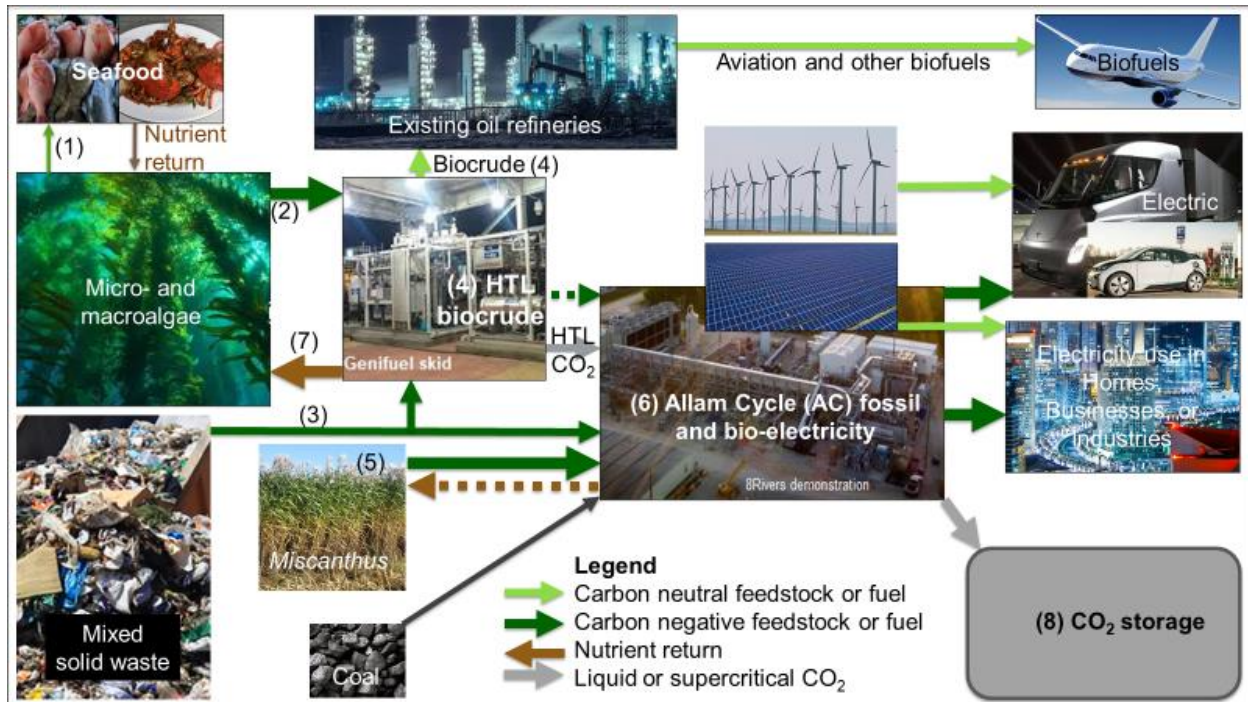 Seafood
(1)
Nutrient
return
Existing oil refineries
Aviation and other biofuels
Biofuels
Biocrude (4)
(2)
Micro- and
macroalgae
(4) HTL
biocrude
Genifuel skid
(7)
HTL
CO₂
Electric
(3)
Mixed
solid waste
(5)
Miscanthus
Coal
(6) Allam Cycle (AC) fossil
and bio-electricity
8Rivers demonstration
Electricity use in
Homes,
Businesses, or
Industries
Legend
Carbon neutral feedstock or fuel
Carbon negative feedstock or fuel
Nutrient return
Liquid or supercritical CO₂
(8) CO₂ storage